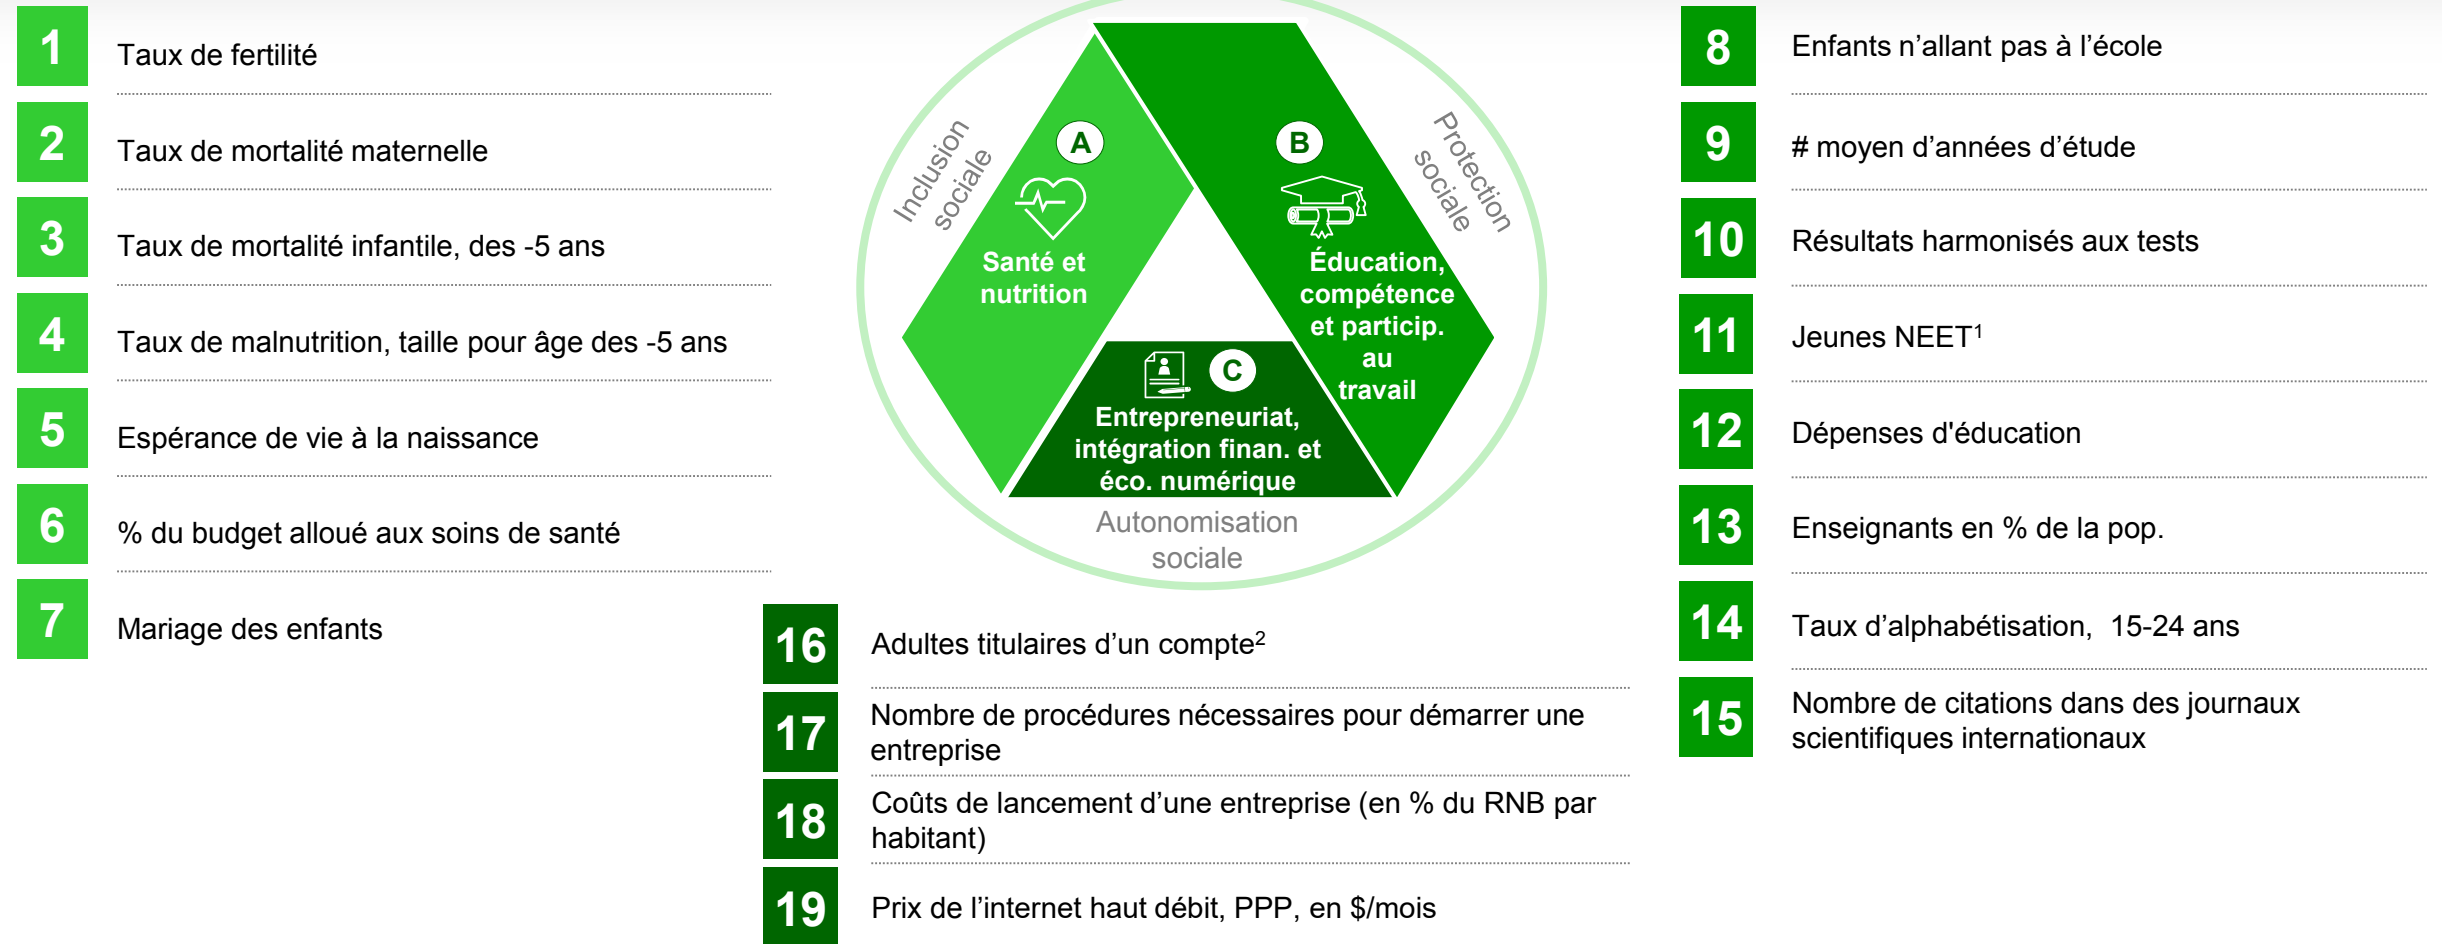 1
Taux de fertilité
2
Taux de mortalité maternelle
3
Taux de mortalité infantile, des -5 ans
4
Taux de malnutrition, taille pour âge des -5 ans
5
Espérance de vie à la naissance
6
% du budget alloué aux soins de santé
7
Mariage des enfants
Inclusion
sociale
A
Santé et
nutrition
Protection
sociale
B
Éducation,
compétence
et particip.
au
travail
C
Entrepreneuriat,
intégration finan. et
éco. numérique
Autonomisation
sociale
8
Enfants n’allant pas à l’école
9
# moyen d’années d’étude
10
Résultats harmonisés aux tests
11
Jeunes NEET¹
12
Dépenses d'éducation
13
Enseignants en % de la pop.
14
Taux d’alphabétisation, 15-24 ans
15
Nombre de citations dans des journaux
scientifiques internationaux
16
Adultes titulaires d’un compte²
17
Nombre de procédures nécessaires pour démarrer une
entreprise
18
Coûts de lancement d’une entreprise (en % du RNB par
habitant)
19
Prix de l’internet haut débit, PPP, en $/mois